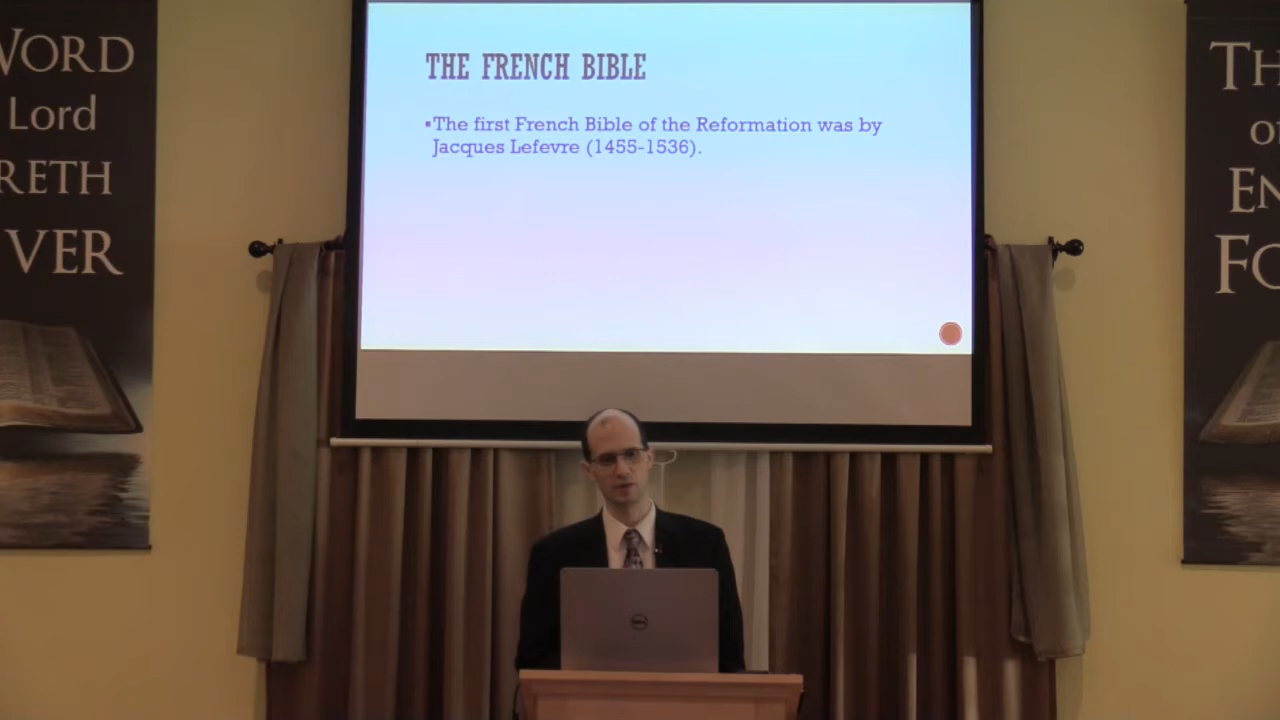 WORD
Lord
RETH
VER
THE FRENCH BIBLE
▪The first French Bible of the Reformation was by
Jacques Lefevre (1455-1536).
TH
O
EN
FO
DELL